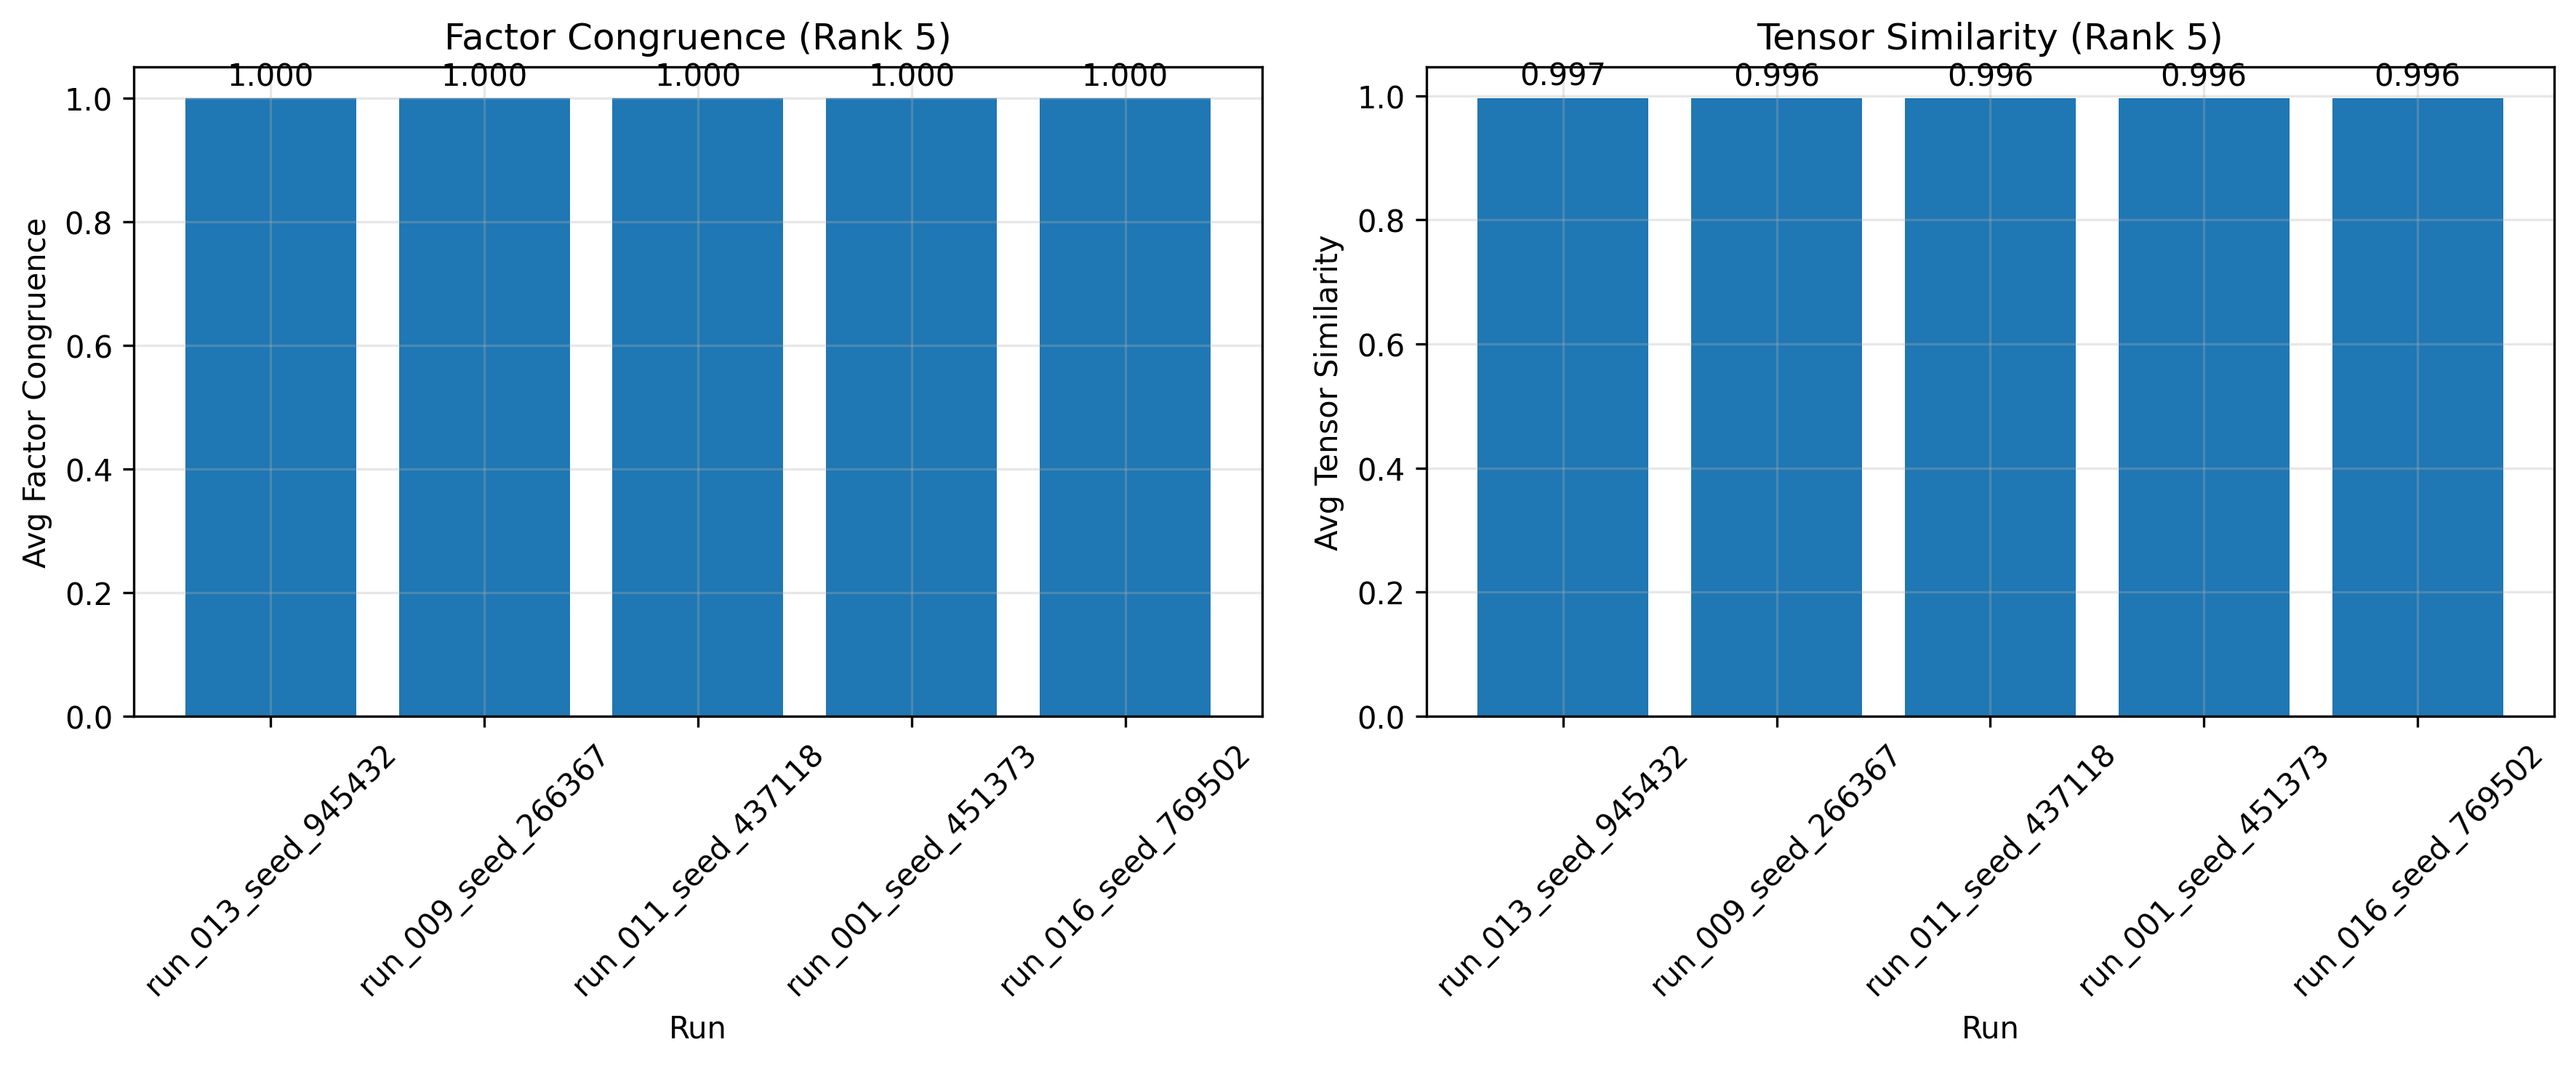 Factor Congruence (Rank 5)
1.000 1.000 1.000 1.000 1.000
1.0
0.8
0.6
0.4
0.2
0.0
Avg Factor Congruence
run_013_seed_945432
run_009_seed_266367
run_011_seed_437118
run_001_seed_451373
run_016_seed_769502
Run
Tensor Similarity (Rank 5)
0.997 0.996 0.996 0.996 0.996
1.0
0.8
0.6
0.4
0.2
0.0
Avg Tensor Similarity
run_013_seed_945432
run_009_seed_266367
run_011_seed_437118
run_001_seed_451373
run_016_seed_769502
Run